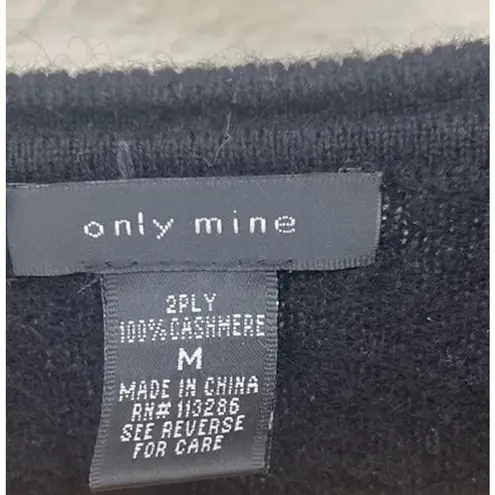 only mine
2PLY
100% CASHMERE
M
MADE IN CHINA
RN# 113286
SEE REVERSE
FOR CARE